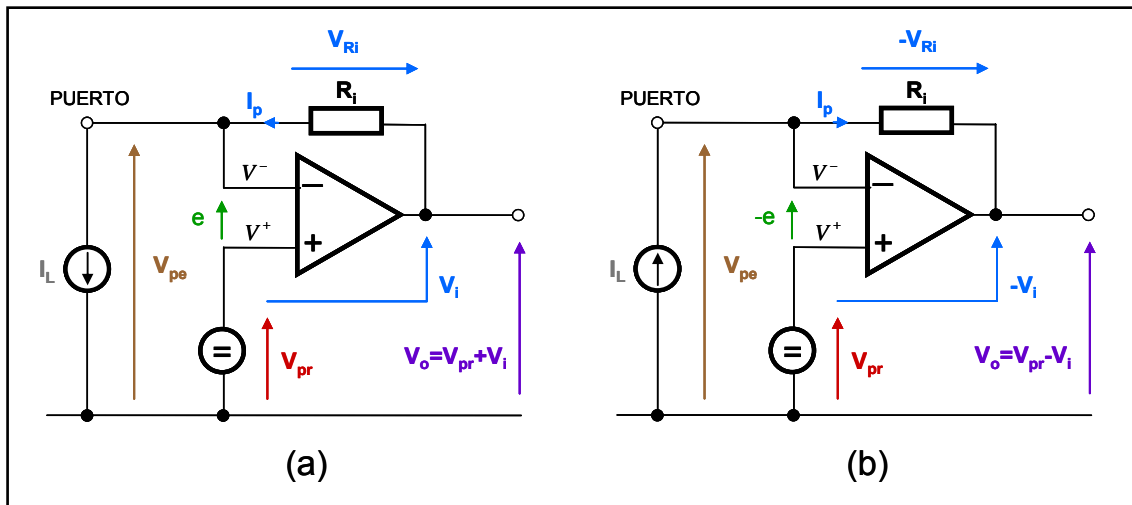 V_Ri
R_i
PUERTO
I_p
V⁻
−
e
V⁺
+
I_L
V_pe
V_i
=
V_pr
V_o=V_pr+V_i
(a)
-V_Ri
R_i
PUERTO
I_p
V⁻
−
-e
V⁺
+
I_L
V_pe
-V_i
=
V_pr
V_o=V_pr-V_i
(b)